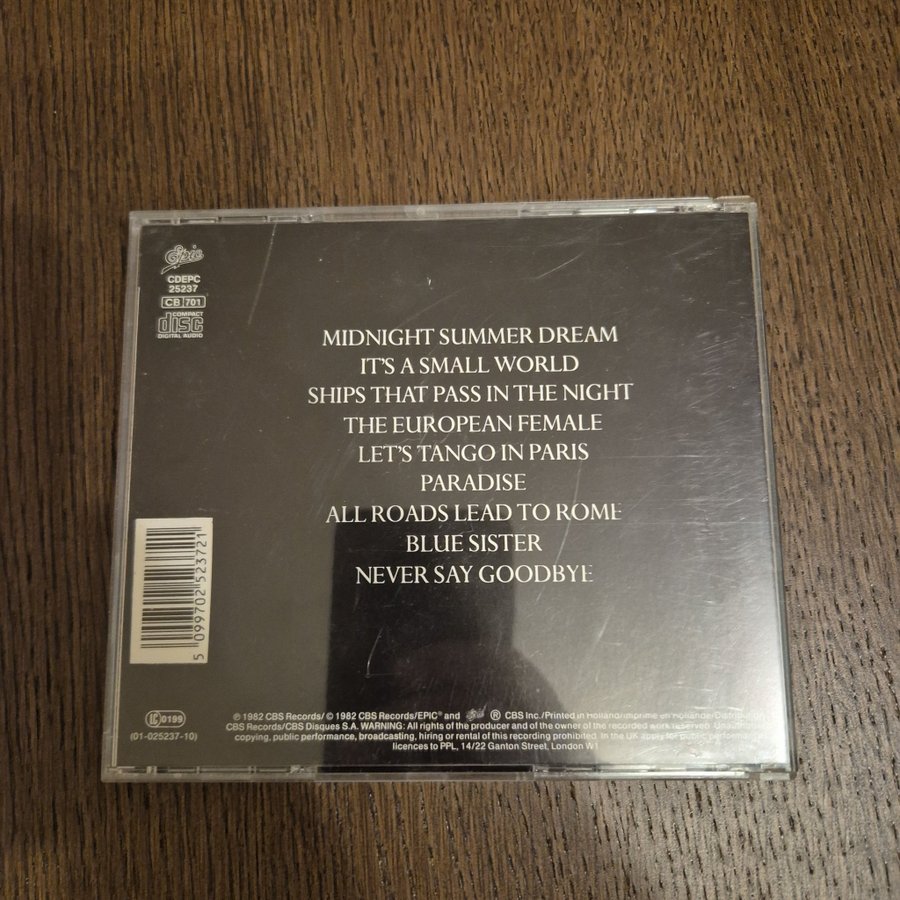 Epic
CDEPC
25237
CB 701
COMPACT
disc
DIGITAL AUDIO
MIDNIGHT SUMMER DREAM
IT'S A SMALL WORLD
SHIPS THAT PASS IN THE NIGHT
THE EUROPEAN FEMALE
LET'S TANGO IN PARIS
PARADISE
ALL ROADS LEAD TO ROME
BLUE SISTER
NEVER SAY GOODBYE
5 099702 523721
LC 0199
(01-025237-10)
℗ 1982 CBS Records/ © 1982 CBS Records/EPIC® and Epic ® CBS Inc./Printed in Holland/Imprimé en Hollande/
CBS Records/CBS Disques S.A. WARNING: All rights of the producer and of the owner of the recorded work reserved.
copying, public performance, broadcasting, hiring or rental of this recording prohibited. In the UK apply for public
licences to PPL, 14/22 Ganton Street, London W1